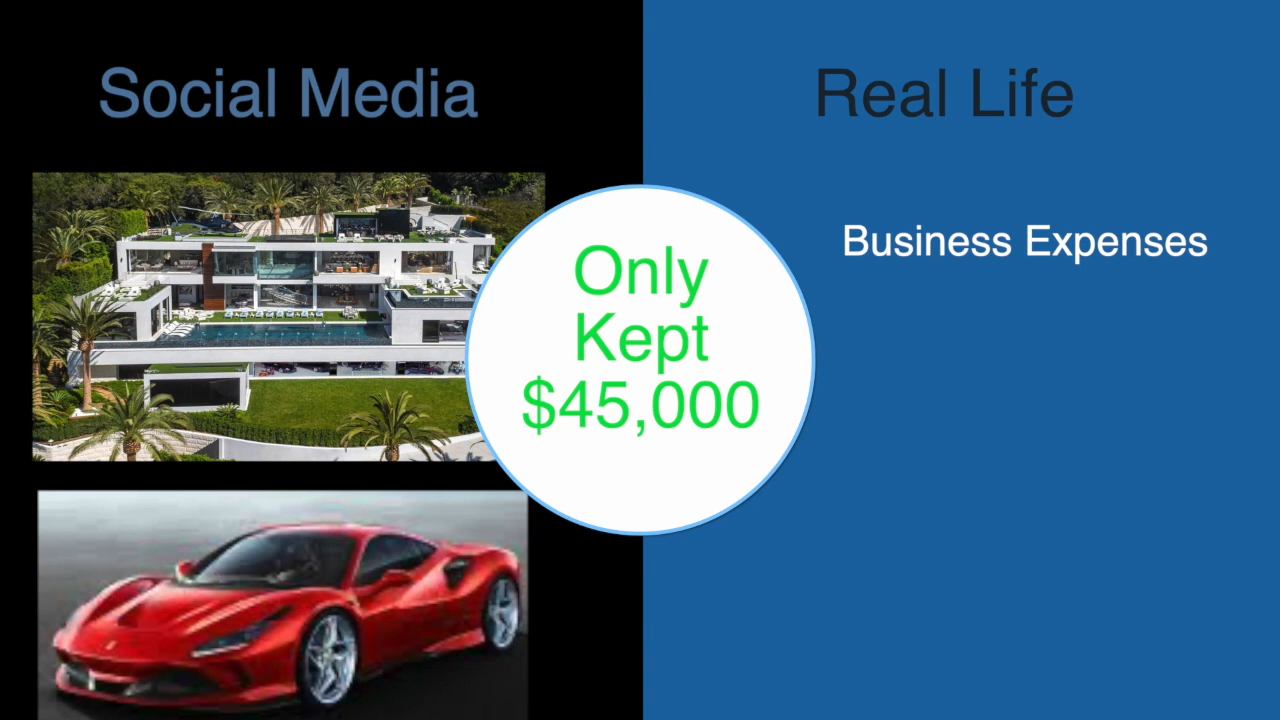 Social Media
Real Life
Business Expenses
Only
Kept
$45,000